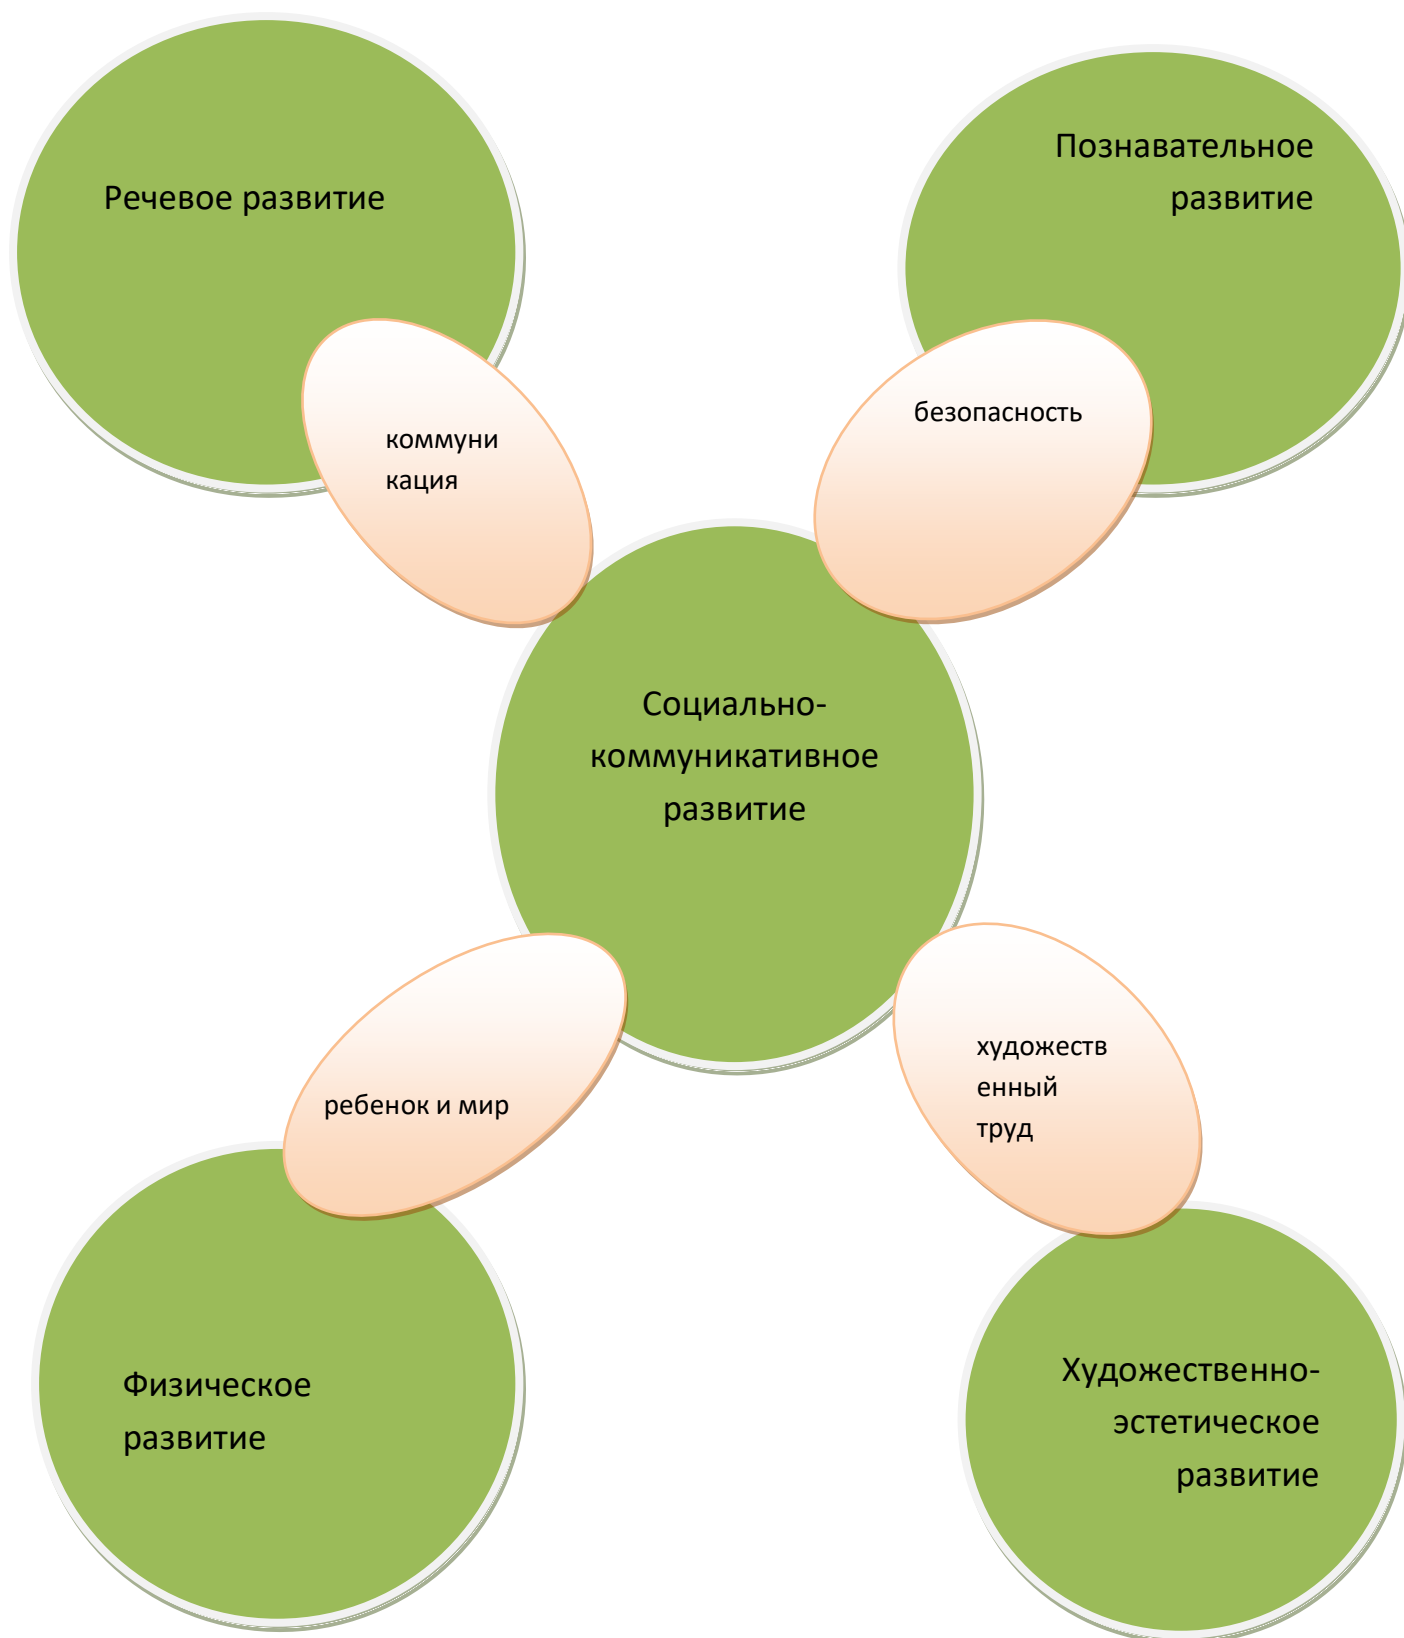 Речевое развитие
Познавательное
развитие
коммуни
кация
безопасность
Социально-
коммуникативное
развитие
ребенок и мир
художеств
енный
труд
Физическое
развитие
Художественно-
эстетическое
развитие